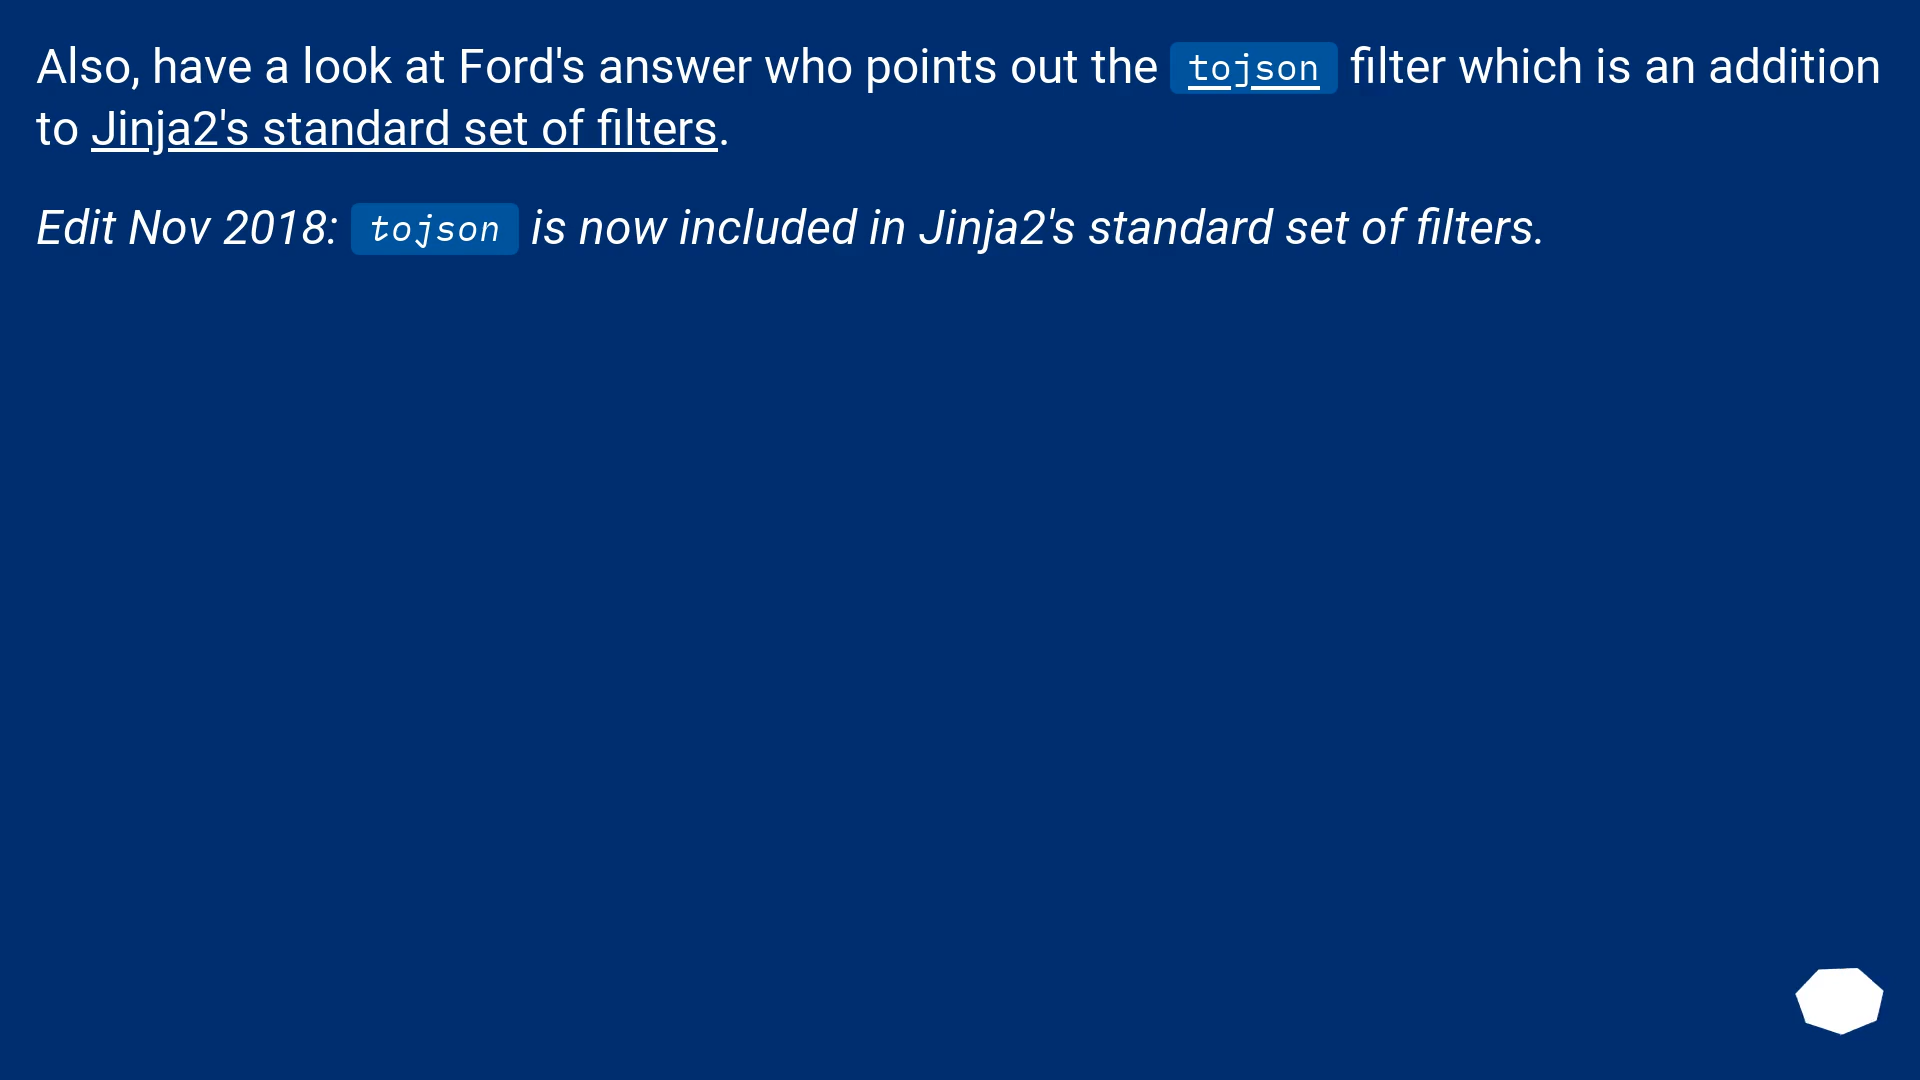 Also, have a look at Ford's answer who points out the tojson filter which is an addition
to Jinja2's standard set of filters.
Edit Nov 2018: tojson is now included in Jinja2's standard set of filters.